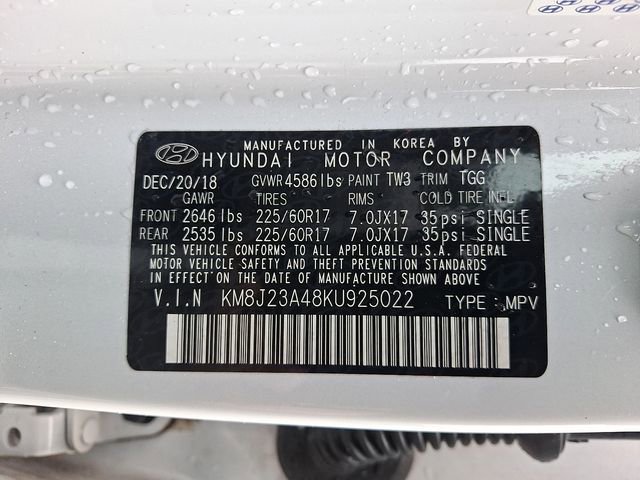 MANUFACTURED IN KOREA BY
HYUNDAI MOTOR COMPANY
DEC/20/18 GVWR 4586lbs PAINT TW3 TRIM TGG
GAWR TIRES RIMS COLD TIRE INFL
FRONT 2646 lbs 225/60R17 7.0JX17 35psi SINGLE
REAR 2535 lbs 225/60R17 7.0JX17 35psi SINGLE
THIS VEHICLE CONFORMS TO ALL APPLICABLE U.S.A. FEDERAL
MOTOR VEHICLE SAFETY AND THEFT PREVENTION STANDARDS
IN EFFECT ON THE DATE OF MANUFACTURE SHOWN ABOVE
V.I.N KM8J23A48KU925022 TYPE : MPV